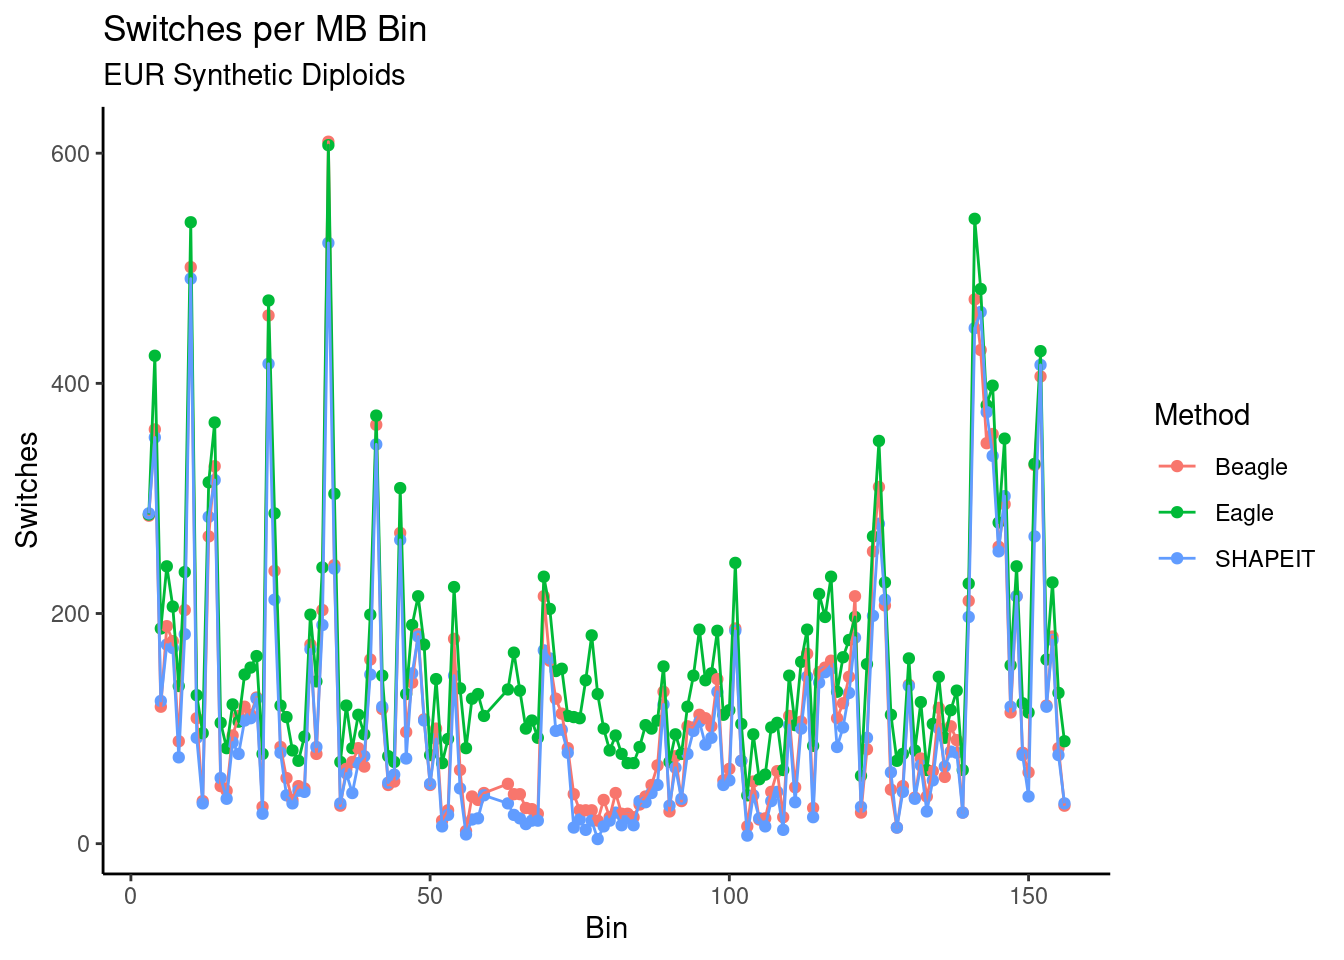 Switches per MB Bin
EUR Synthetic Diploids
600
400
200
0
Switches
0 50 100 150
Bin
Method
Beagle
Eagle
SHAPEIT